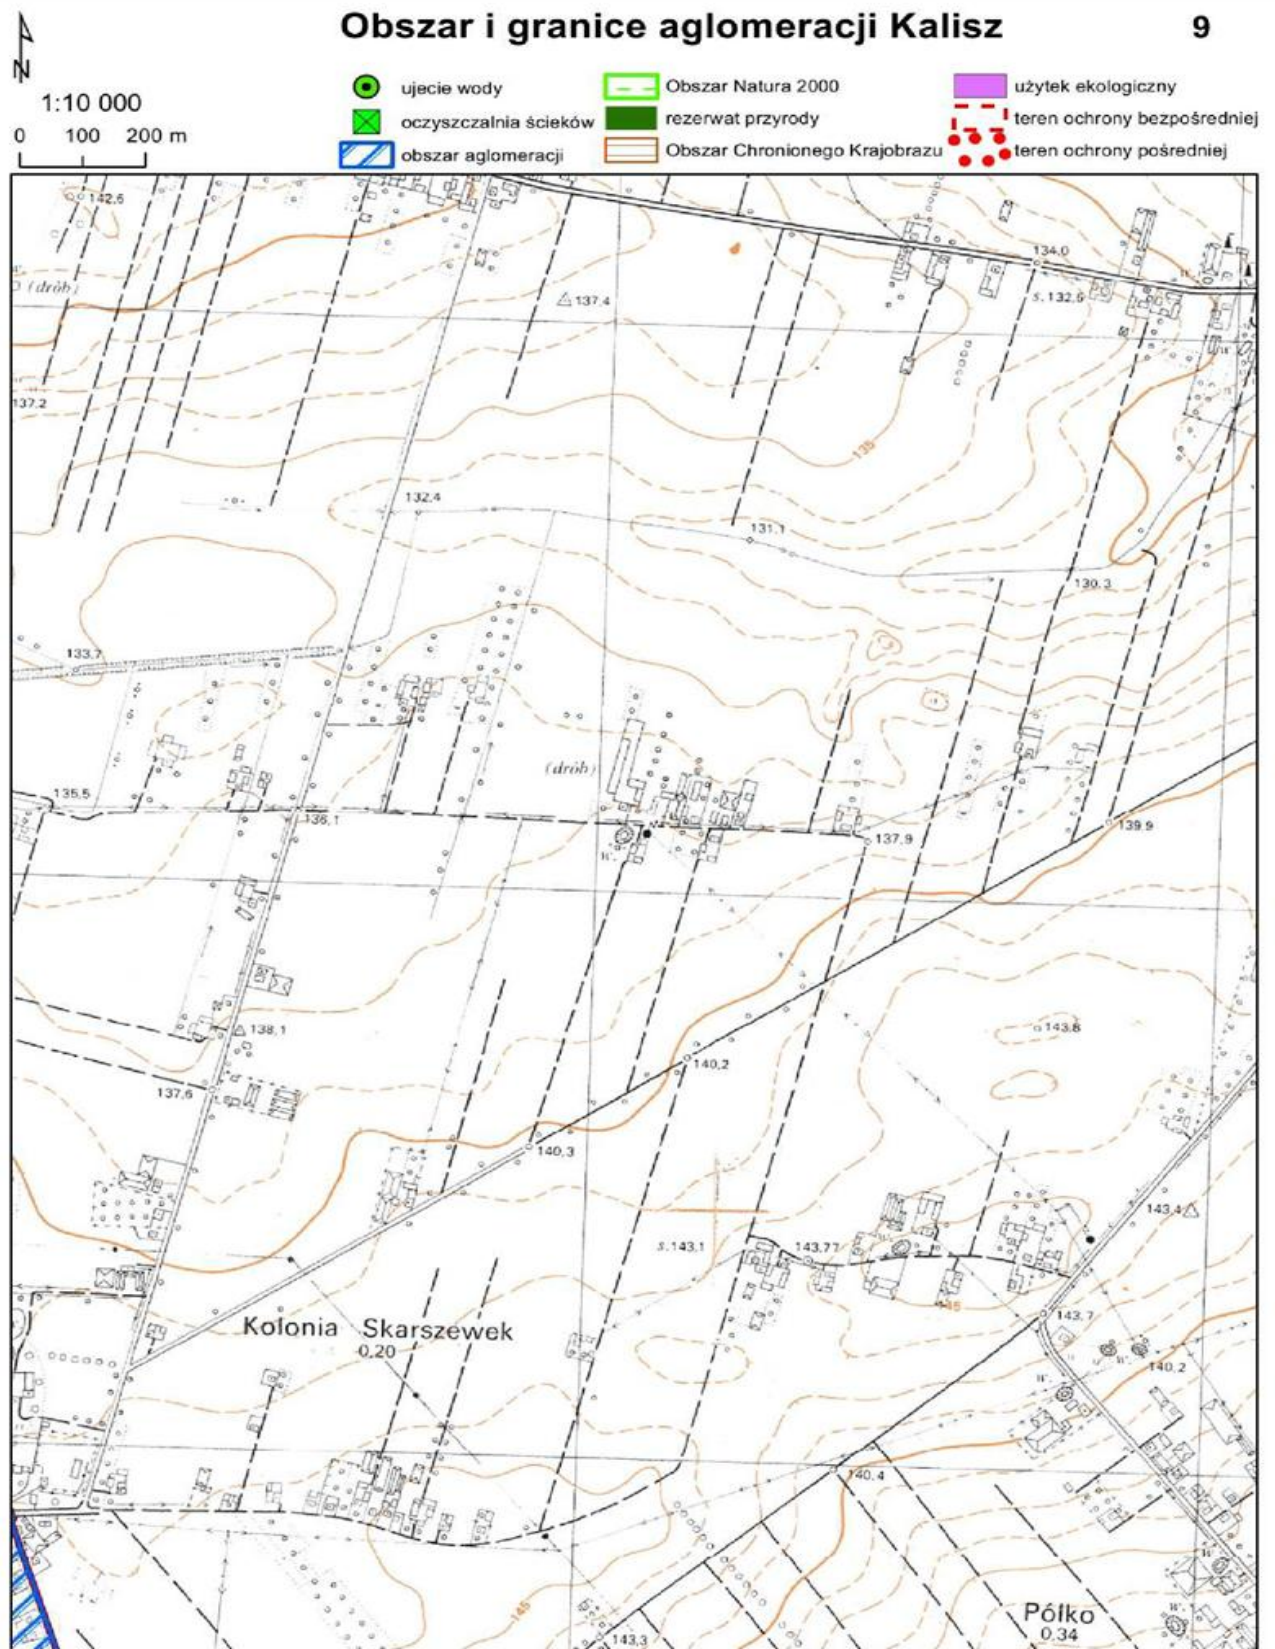 Obszar i granice aglomeracji Kalisz 9
N
1:10 000
0 100 200 m
ujecie wody
oczyszczalnia ścieków
obszar aglomeracji
Obszar Natura 2000
rezerwat przyrody
Obszar Chronionego Krajobrazu
użytek ekologiczny
teren ochrony bezpośredniej
teren ochrony pośredniej
142,6
134,0
(drób)
137,4
s.132,6
137,2
135
132,4
131,1
130,3
133,7
(drób)
135,5
136,1
139,9
137,9
W.
138,1
143,8
140,2
137,6
140,3
143,4
s.143,1
143,77
145
143,7
Kolonia Skarszewek
0,20
140,2
W.
140,4
W.
145
Pólko
0,34
W.
143,3